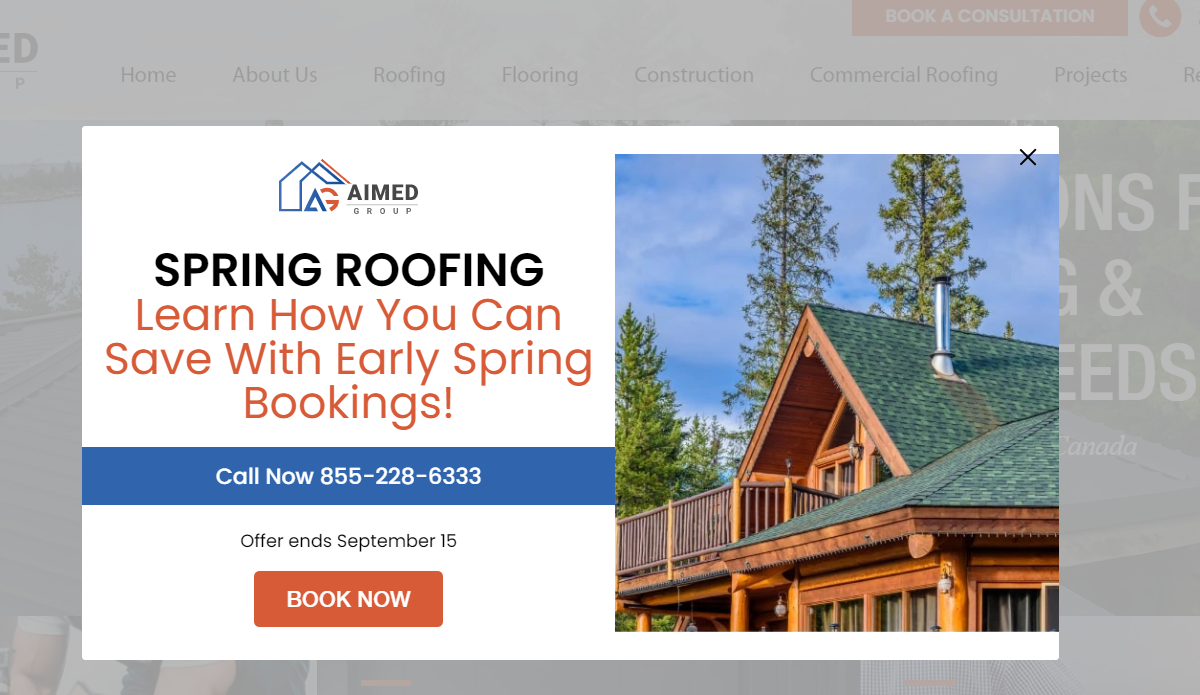 BOOK A CONSULTATION
ED
P
Home About Us Roofing Flooring Construction Commercial Roofing Projects
AIMED
GROUP
SPRING ROOFING
Learn How You Can
Save With Early Spring
Bookings!
Call Now 855-228-6333
Offer ends September 15
BOOK NOW
ONS F
G &
EEDS
Canada